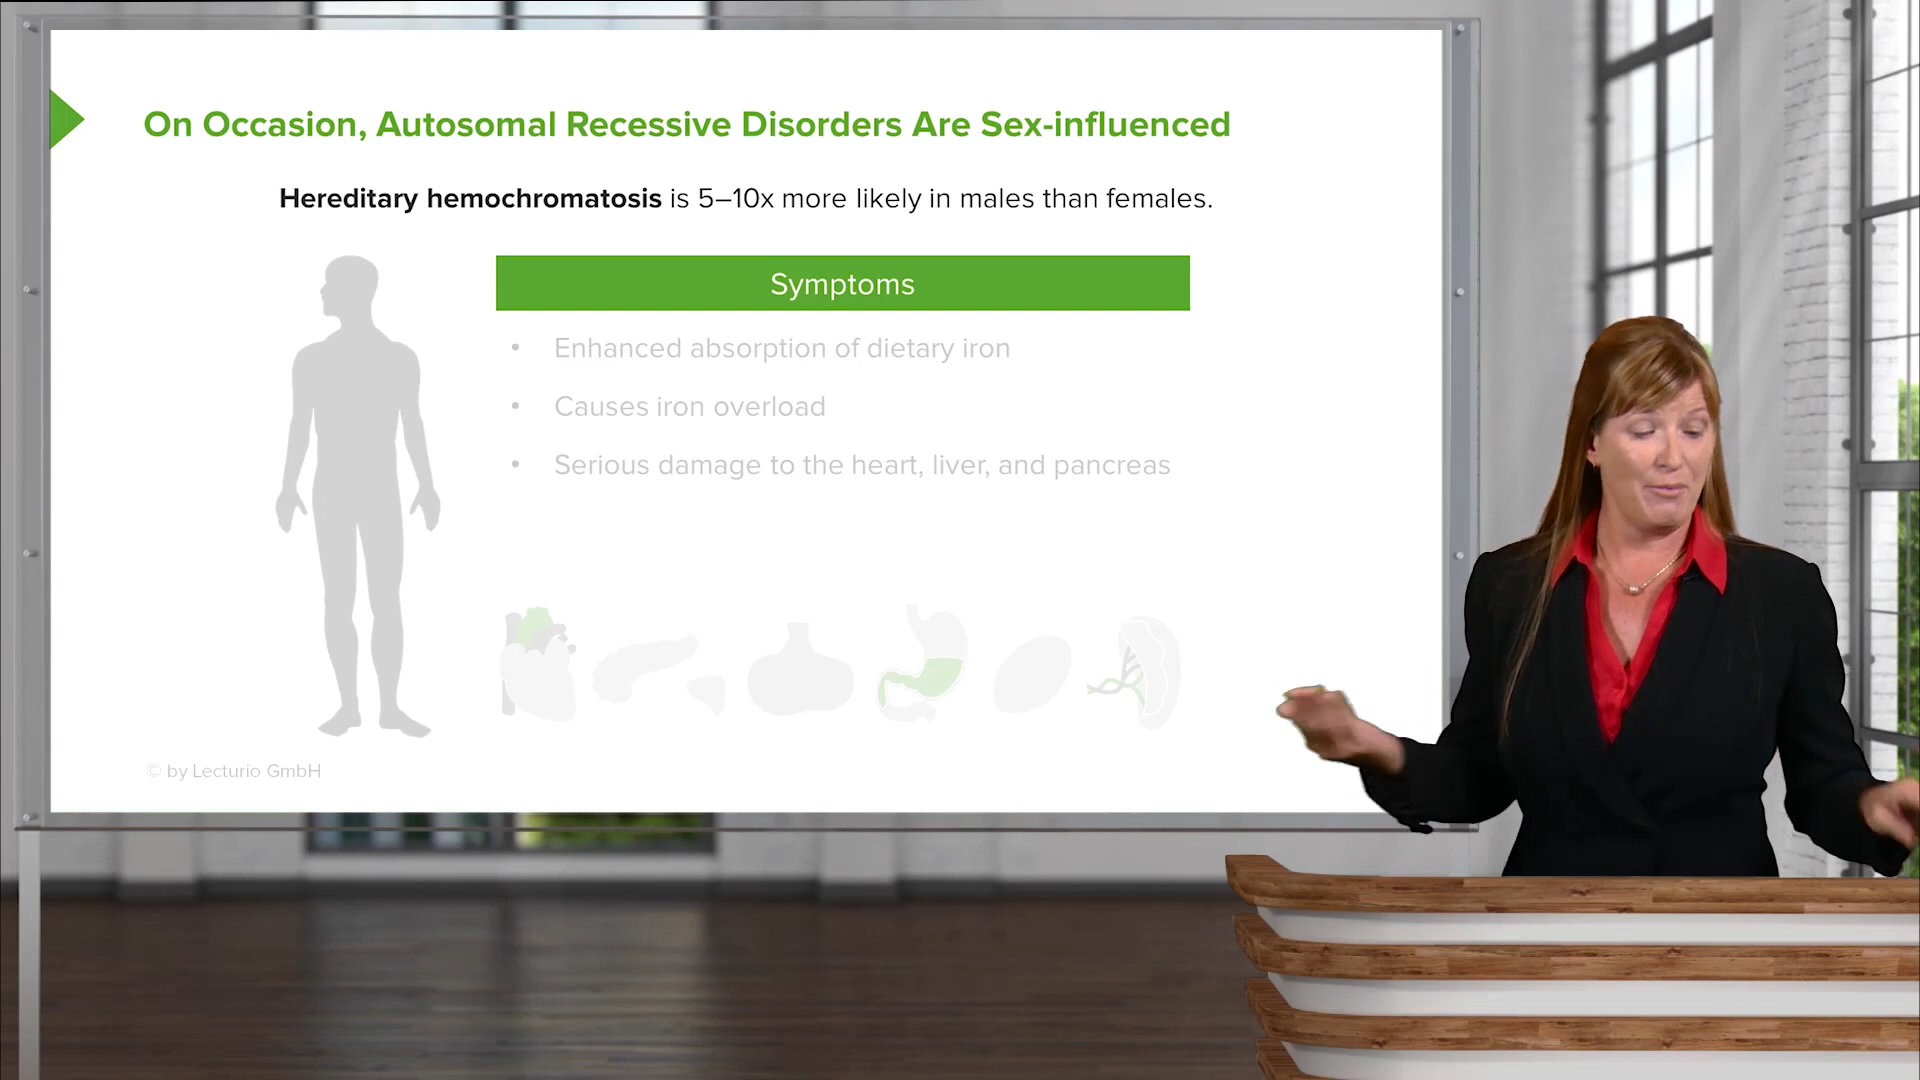 On Occasion, Autosomal Recessive Disorders Are Sex-influenced
Hereditary hemochromatosis is 5–10x more likely in males than females.
Symptoms
• Enhanced absorption of dietary iron
• Causes iron overload
• Serious damage to the heart, liver, and pancreas
© by Lecturio GmbH